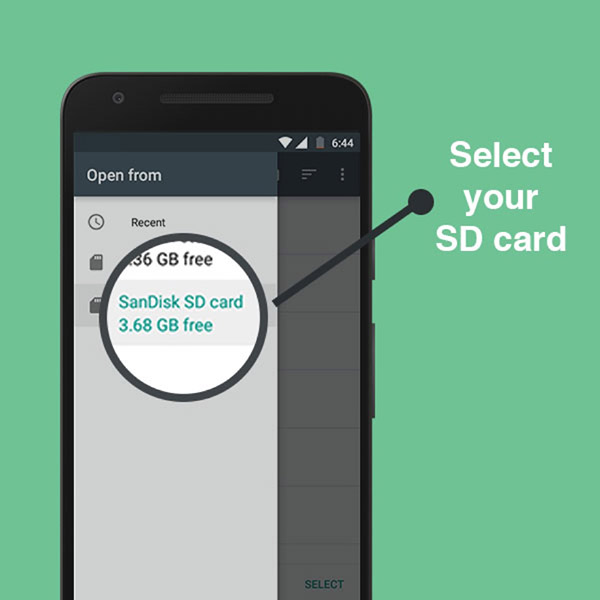 6:44
Open from
Recent
.36 GB free
SanDisk SD card
3.68 GB free
SELECT
Select
your
SD card